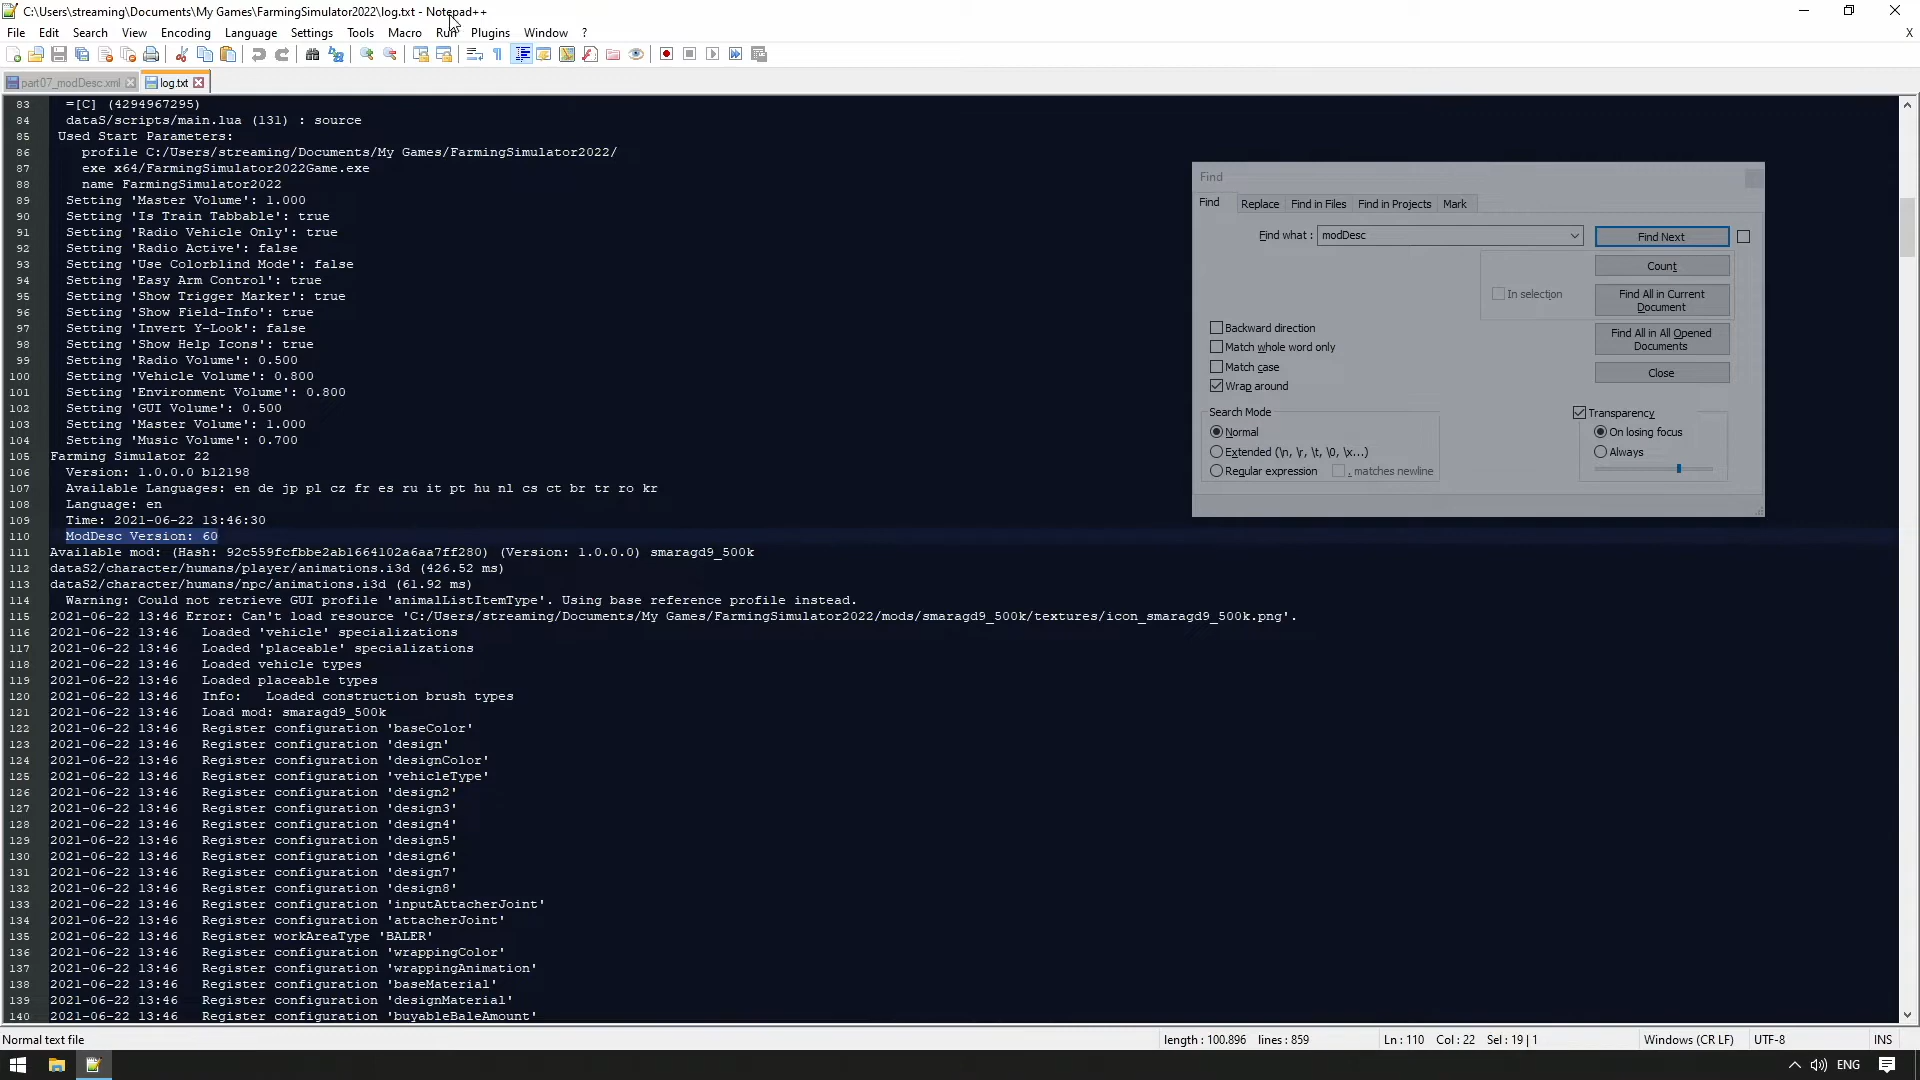 C:\Users\streaming\Documents\My Games\FarmingSimulator2022\log.txt - Notepad++
File Edit Search View Encoding Language Settings Tools Macro Run Plugins Window ? X
part07_modDesc.xml log.txt
83 =[C] (4294967295)
84 dataS/scripts/main.lua (131) : source
85 Used Start Parameters:
86 profile C:/Users/streaming/Documents/My Games/FarmingSimulator2022/
87 exe x64/FarmingSimulator2022Game.exe
88 name FarmingSimulator2022
89 Setting 'Master Volume': 1.000
90 Setting 'Is Train Tabbable': true
91 Setting 'Radio Vehicle Only': true
92 Setting 'Radio Active': false
93 Setting 'Use Colorblind Mode': false
94 Setting 'Easy Arm Control': true
95 Setting 'Show Trigger Marker': true
96 Setting 'Show Field-Info': true
97 Setting 'Invert Y-Look': false
98 Setting 'Show Help Icons': true
99 Setting 'Radio Volume': 0.500
100 Setting 'Vehicle Volume': 0.800
101 Setting 'Environment Volume': 0.800
102 Setting 'GUI Volume': 0.500
103 Setting 'Master Volume': 1.000
104 Setting 'Music Volume': 0.700
105 Farming Simulator 22
106 Version: 1.0.0.0 b12198
107 Available Languages: en de jp pl cz fr es ru it pt hu nl cs ct br tr ro kr
108 Language: en
109 Time: 2021-06-22 13:46:30
110 ModDesc Version: 60
111 Available mod: (Hash: 92c559fcfbbe2ab1664102a6aa7ff280) (Version: 1.0.0.0) smaragd9_500k
112 dataS2/character/humans/player/animations.i3d (426.52 ms)
113 dataS2/character/humans/npc/animations.i3d (61.92 ms)
114 Warning: Could not retrieve GUI profile 'animalListItemType'. Using base reference profile instead.
115 2021-06-22 13:46 Error: Can't load resource 'C:/Users/streaming/Documents/My Games/FarmingSimulator2022/mods/smaragd9_500k/textures/icon_smaragd9_500k.png'.
116 2021-06-22 13:46 Loaded 'vehicle' specializations
117 2021-06-22 13:46 Loaded 'placeable' specializations
118 2021-06-22 13:46 Loaded vehicle types
119 2021-06-22 13:46 Loaded placeable types
120 2021-06-22 13:46 Info: Loaded construction brush types
121 2021-06-22 13:46 Load mod: smaragd9_500k
122 2021-06-22 13:46 Register configuration 'baseColor'
123 2021-06-22 13:46 Register configuration 'design'
124 2021-06-22 13:46 Register configuration 'designColor'
125 2021-06-22 13:46 Register configuration 'vehicleType'
126 2021-06-22 13:46 Register configuration 'design2'
127 2021-06-22 13:46 Register configuration 'design3'
128 2021-06-22 13:46 Register configuration 'design4'
129 2021-06-22 13:46 Register configuration 'design5'
130 2021-06-22 13:46 Register configuration 'design6'
131 2021-06-22 13:46 Register configuration 'design7'
132 2021-06-22 13:46 Register configuration 'design8'
133 2021-06-22 13:46 Register configuration 'inputAttacherJoint'
134 2021-06-22 13:46 Register configuration 'attacherJoint'
135 2021-06-22 13:46 Register workAreaType 'BALER'
136 2021-06-22 13:46 Register configuration 'wrappingColor'
137 2021-06-22 13:46 Register configuration 'wrappingAnimation'
138 2021-06-22 13:46 Register configuration 'baseMaterial'
139 2021-06-22 13:46 Register configuration 'designMaterial'
140 2021-06-22 13:46 Register configuration 'buyableBaleAmount'
Find
Find Replace Find in Files Find in Projects Mark
Find what : modDesc Find Next
Count
In selection
Find All in Current
Document
Find All in All Opened
Documents
Close
Backward direction
Match whole word only
Match case
Wrap around
Search Mode
Normal
Extended (\n, \r, \t, \0, \x...)
Regular expression . matches newline
Transparency
On losing focus
Always
Normal text file length : 100.896 lines : 859 Ln : 110 Col : 22 Sel : 19 | 1 Windows (CR LF) UTF-8 INS
ENG